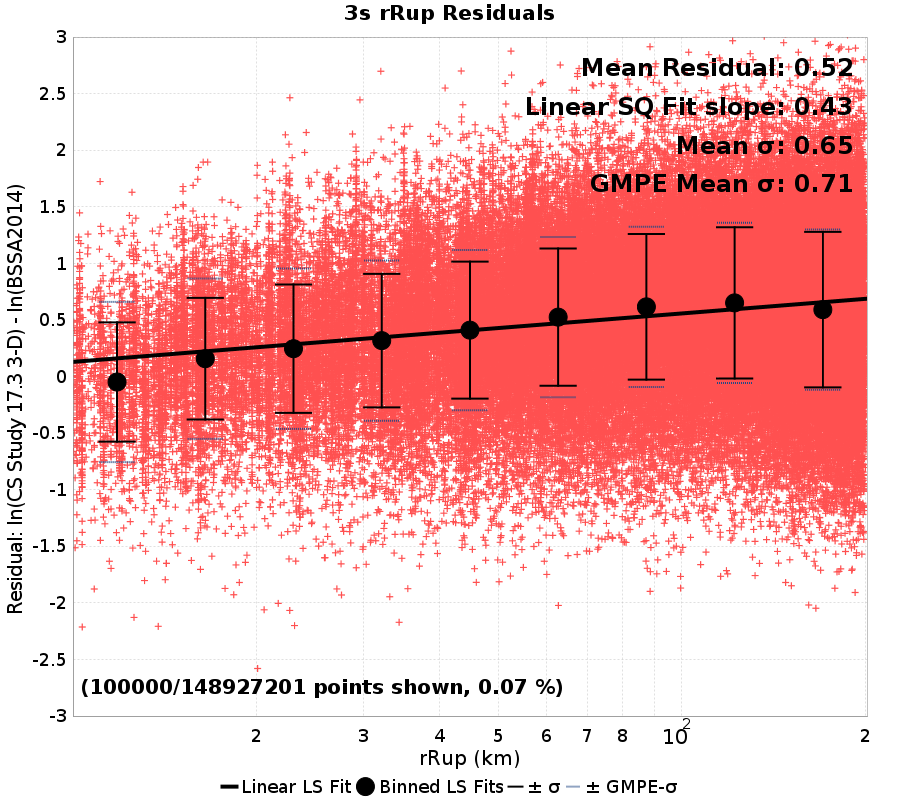 3s rRup Residuals
Mean Residual: 0.52
Linear SQ Fit slope: 0.43
Mean σ: 0.65
GMPE Mean σ: 0.71
Residual: ln(CS Study 17.3 3-D) - ln(BSSA2014)
3
2.5
2
1.5
1
0.5
0
-0.5
-1
-1.5
-2
-2.5
-3
(100000/148927201 points shown, 0.07 %)
2 3 4 5 6 7 8 10² 2
rRup (km)
Linear LS Fit Binned LS Fits ± σ ± GMPE-σ